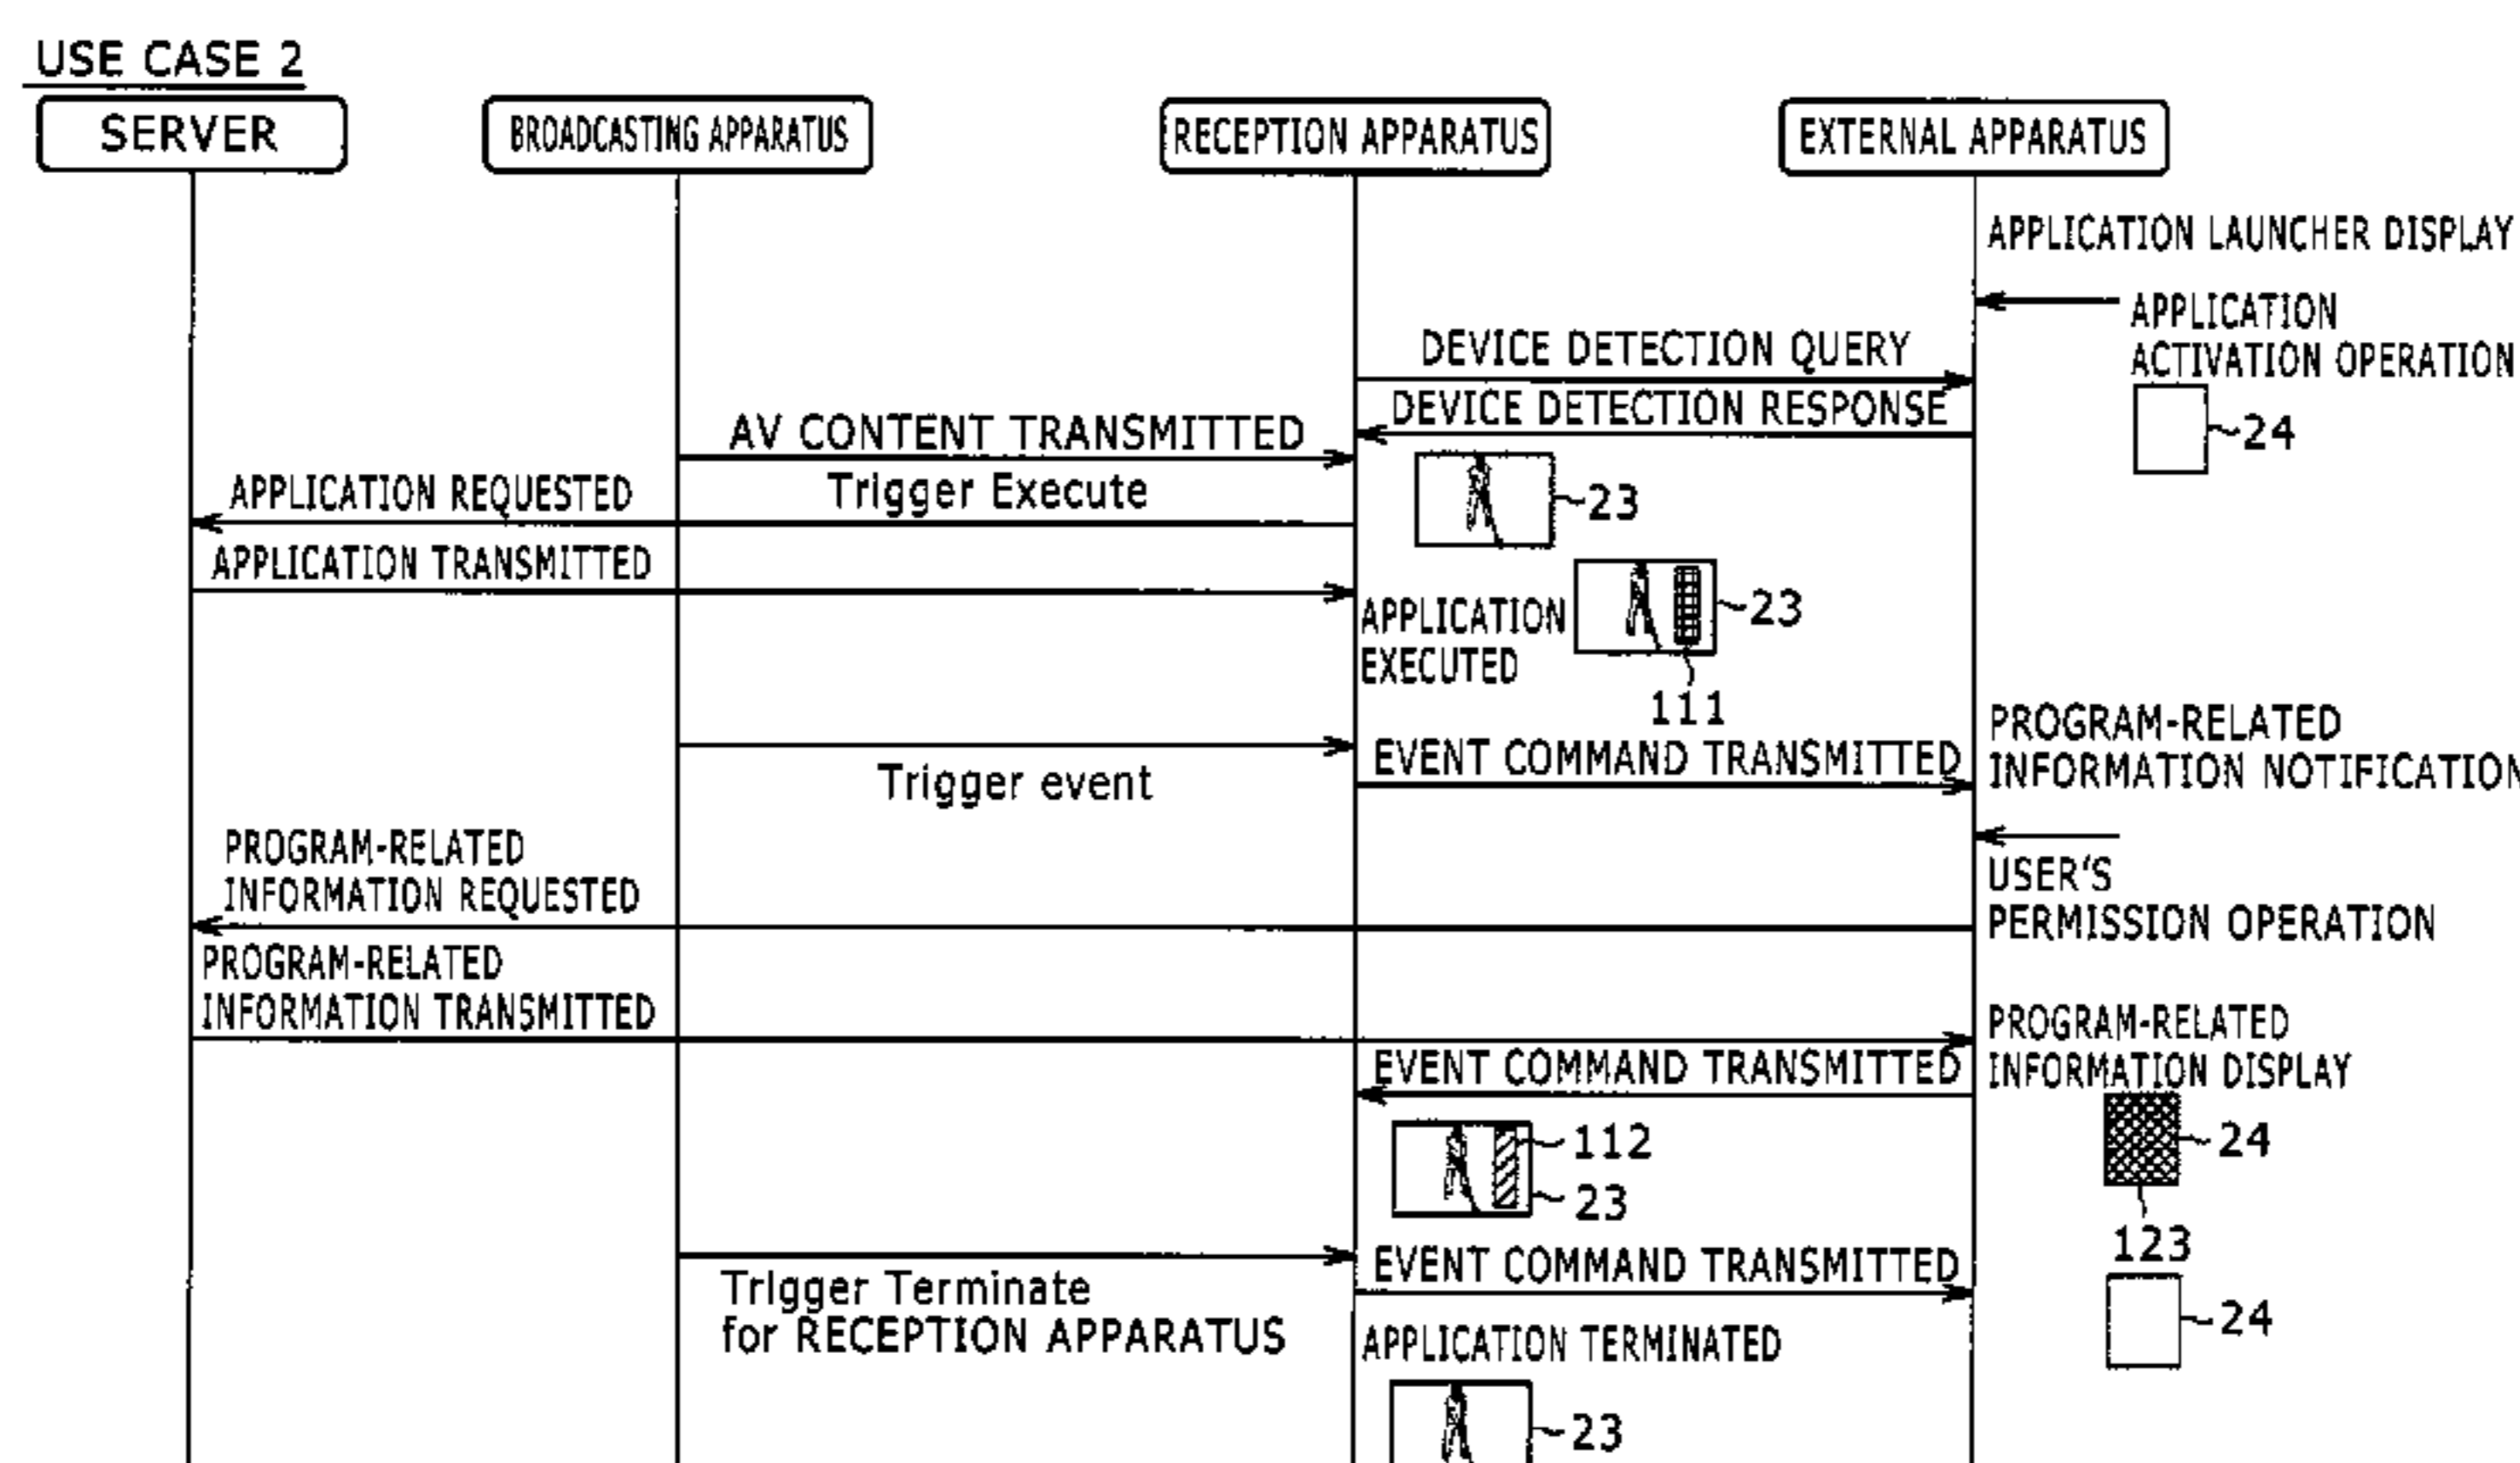 USE CASE 2
SERVER
BROADCASTING APPARATUS
RECEPTION APPARATUS
EXTERNAL APPARATUS
APPLICATION LAUNCHER DISPLAY
APPLICATION
ACTIVATION OPERATION
24
DEVICE DETECTION QUERY
DEVICE DETECTION RESPONSE
AV CONTENT TRANSMITTED
Trigger Execute
23
APPLICATION REQUESTED
APPLICATION TRANSMITTED
APPLICATION
EXECUTED
23
111
Trigger event
EVENT COMMAND TRANSMITTED
PROGRAM-RELATED
INFORMATION NOTIFICATION
USER'S
PERMISSION OPERATION
PROGRAM-RELATED
INFORMATION REQUESTED
PROGRAM-RELATED
INFORMATION TRANSMITTED
PROGRAM-RELATED
INFORMATION DISPLAY
24
123
EVENT COMMAND TRANSMITTED
112
23
Trigger Terminate
for RECEPTION APPARATUS
EVENT COMMAND TRANSMITTED
24
APPLICATION TERMINATED
23